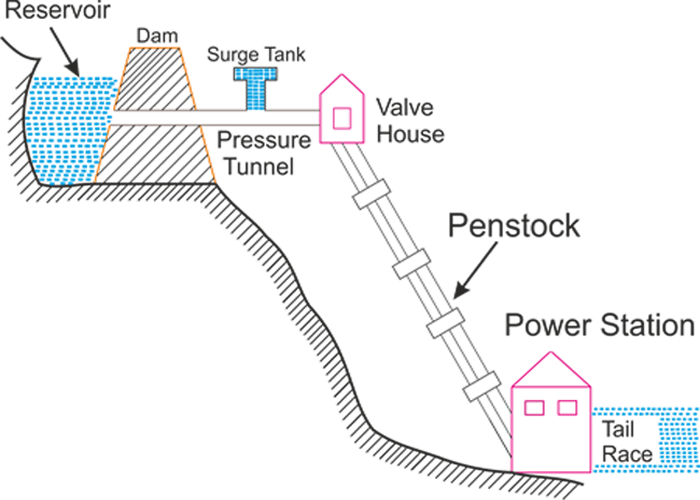 Reservoir
Dam
Surge Tank
Valve
House
Pressure
Tunnel
Penstock
Power Station
Tail
Race